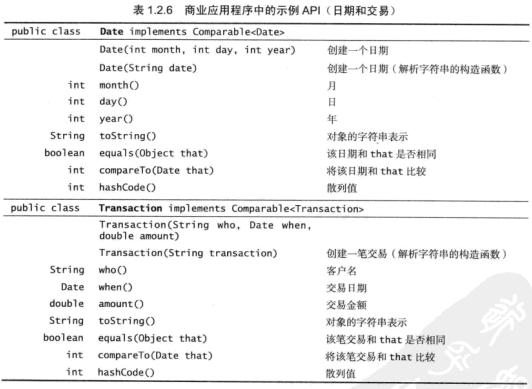 表 1.2.6 商业应用程序中的示例 API（日期和交易）
public class Date implements Comparable<Date>
Date(int month, int day, int year) 创建一个日期
Date(String date) 创建一个日期（解析字符串的构造函数）
int month() 月
int day() 日
int year() 年
String toString() 对象的字符串表示
boolean equals(Object that) 该日期和 that 是否相同
int compareTo(Date that) 将该日期和 that 比较
int hashCode() 散列值
public class Transaction implements Comparable<Transaction>
Transaction(String who, Date when,
double amount)
Transaction(String transaction) 创建一笔交易（解析字符串的构造函数）
String who() 客户名
Date when() 交易日期
double amount() 交易金额
String toString() 对象的字符串表示
boolean equals(Object that) 该笔交易和 that 是否相同
int compareTo(Date that) 将该笔交易和 that 比较
int hashCode() 散列值